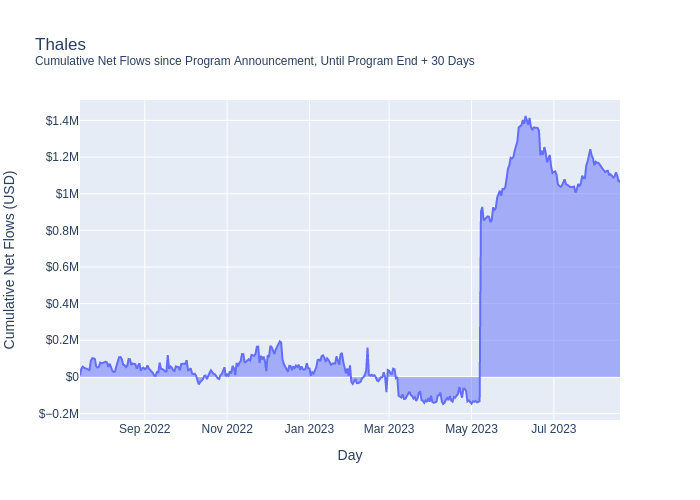 Thales
Cumulative Net Flows since Program Announcement, Until Program End + 30 Days
Cumulative Net Flows (USD)
$1.4M
$1.2M
$1M
$0.8M
$0.6M
$0.4M
$0.2M
$0
$−0.2M
Sep 2022
Nov 2022
Jan 2023
Mar 2023
May 2023
Jul 2023
Day